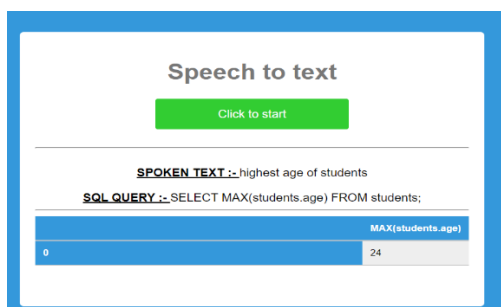 Speech to text
Click to start
SPOKEN TEXT :- highest age of students
SQL QUERY :- SELECT MAX(students.age) FROM students;
MAX(students.age)
0 24